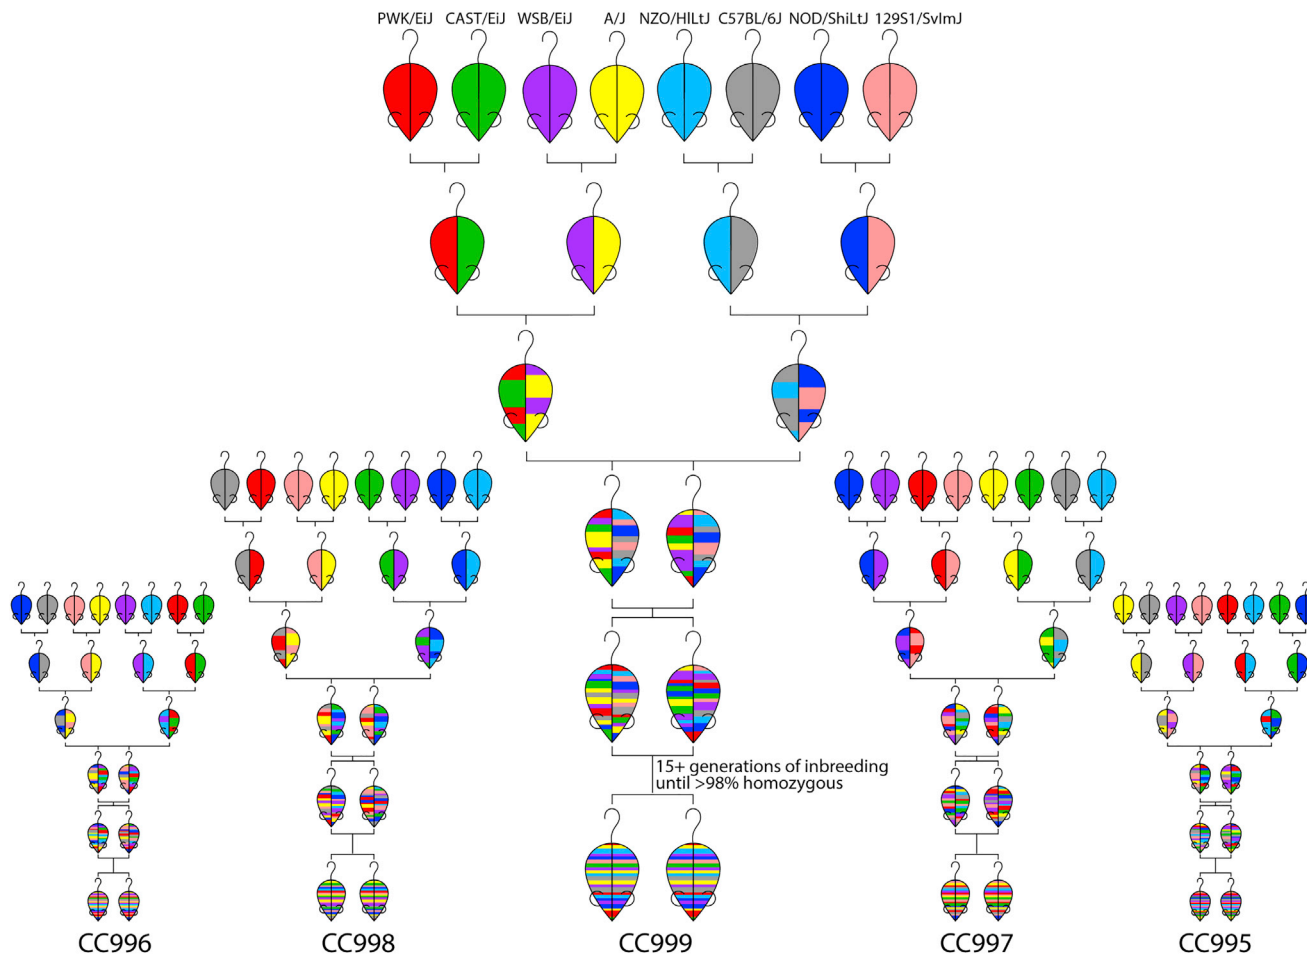 PWK/EiJ CAST/EiJ WSB/EiJ A/J NZO/HlLtJ C57BL/6J NOD/ShiLtJ 129S1/SvImJ
15+ generations of inbreeding
until >98% homozygous
CC996 CC998 CC999 CC997 CC995